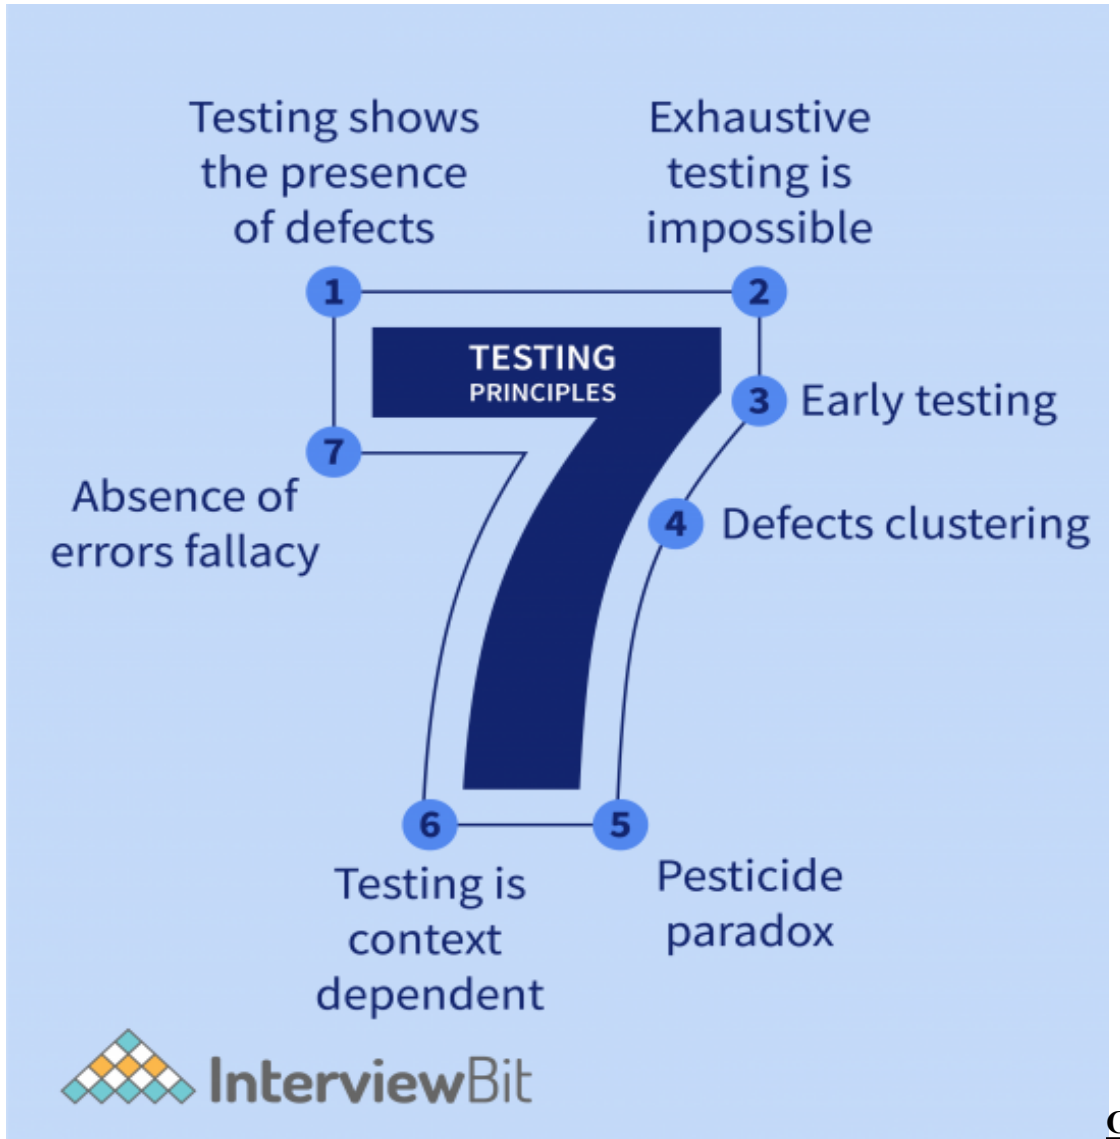 Testing shows
the presence
of defects
Exhaustive
testing is
impossible
1
2
TESTING
PRINCIPLES
3
Early testing
7
Absence of
errors fallacy
4
Defects clustering
6
5
Testing is
context
dependent
Pesticide
paradox
InterviewBit